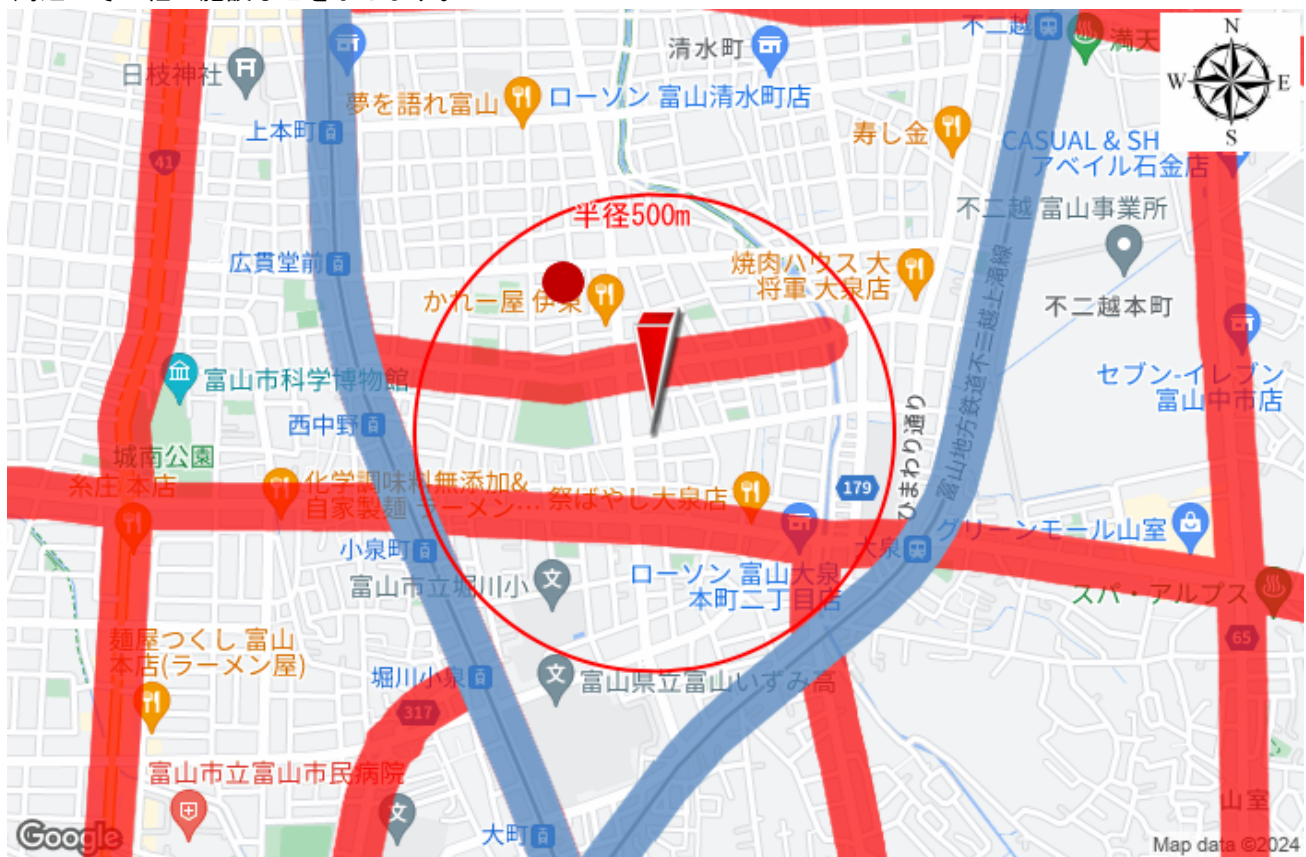 不二越
満天
清水町
日枝神社
夢を語れ富山
ローソン 富山清水町店
上本町
寿し金
CASUAL & SH
アベイル石金店
41
不二越 富山事業所
半径500m
広貫堂前
焼肉ハウス 大
将軍 大泉店
かれー屋 伊東
不二越本町
富山地方鉄道不二越上滝線
富山市科学博物館
セブン-イレブン
富山中市店
西中野
ひまわり通り
城南公園
糸庄 本店
化学調味料無添加&
自家製麺 ラーメン…
祭ばやし大泉店
179
グリーンモール山室
小泉町
大泉
富山市立堀川小
ローソン 富山大泉
本町二丁目店
スパ・アルプス
麺屋つくし 富山
本店(ラーメン屋)
65
堀川小泉
富山県立富山いずみ高
317
富山市立富山市民病院
山室
大町
Google
Map data ©2024
N
W
E
S